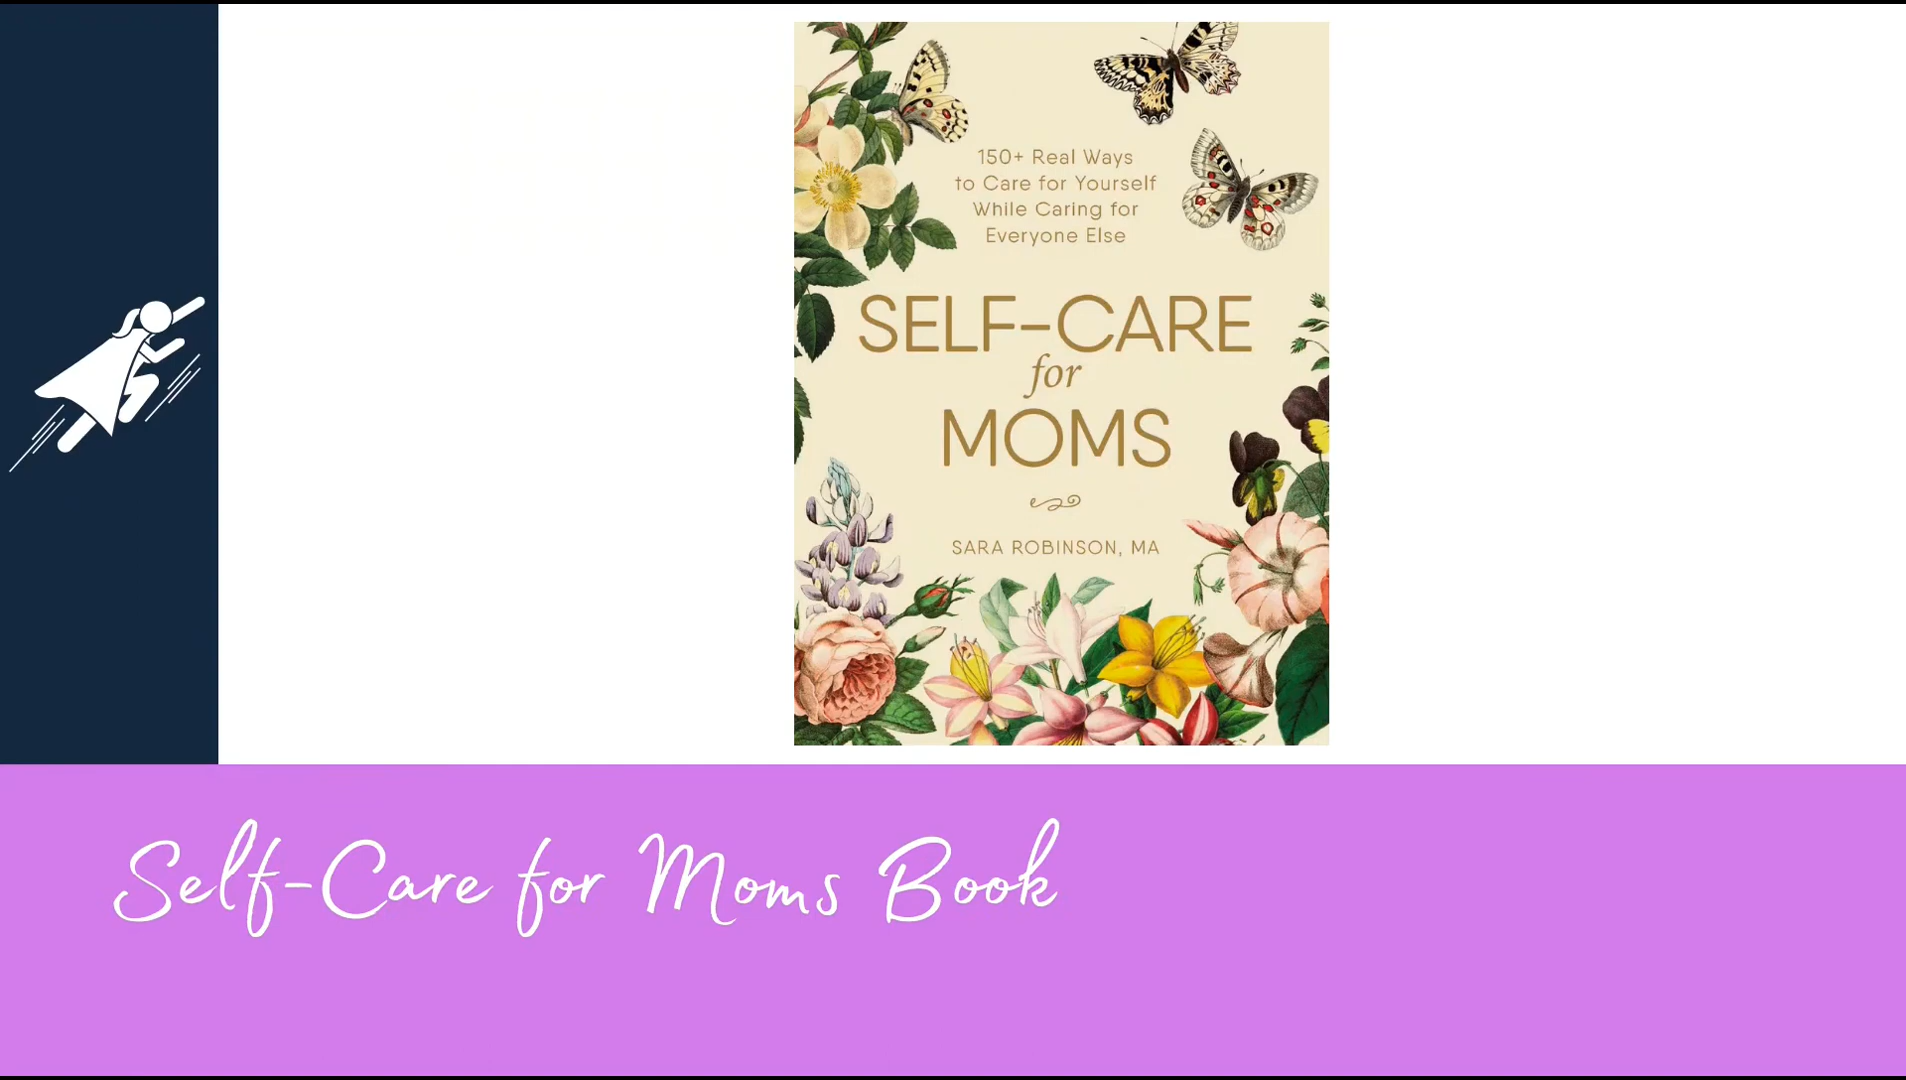 150+ Real Ways
to Care for Yourself
While Caring for
Everyone Else
SELF-CARE
for
MOMS
SARA ROBINSON, MA
Self-Care for Moms Book